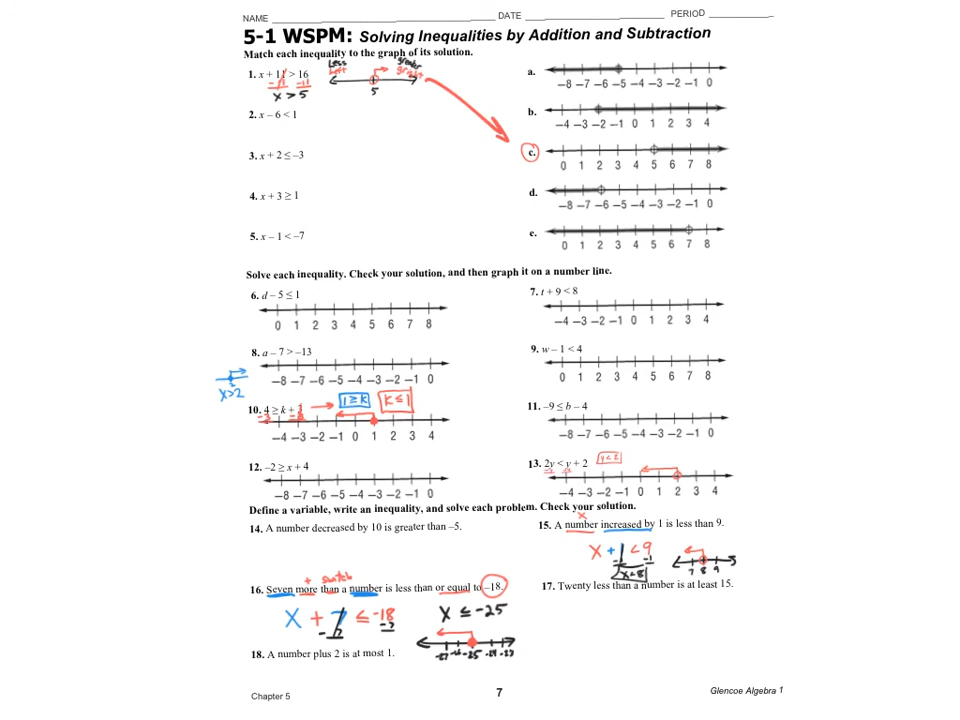 NAME DATE PERIOD
5-1 WSPM: Solving Inequalities by Addition and Subtraction
Match each inequality to the graph of its solution.
1. x + 11 > 16
-11 -11
x > 5
Less greater
Left right
5
a.
-8 -7 -6 -5 -4 -3 -2 -1 0
2. x – 6 < 1
b.
-4 -3 -2 -1 0 1 2 3 4
3. x + 2 ≤ –3
c.
0 1 2 3 4 5 6 7 8
4. x + 3 ≥ 1
d.
-8 -7 -6 -5 -4 -3 -2 -1 0
5. x – 1 < –7
e.
0 1 2 3 4 5 6 7 8
Solve each inequality. Check your solution, and then graph it on a number line.
6. d – 5 ≤ 1
0 1 2 3 4 5 6 7 8
7. t + 9 < 8
-4 -3 -2 -1 0 1 2 3 4
8. a – 7 > –13
-8 -7 -6 -5 -4 -3 -2 -1 0
9. w – 1 < 4
0 1 2 3 4 5 6 7 8
2
x>2
10. 4 ≥ k + 3
-3 -3
1 ≥ k
k ≤ 1
-4 -3 -2 -1 0 1 2 3 4
11. –9 ≤ b – 4
-8 -7 -6 -5 -4 -3 -2 -1 0
12. –2 ≥ x + 4
-8 -7 -6 -5 -4 -3 -2 -1 0
13. 2y < y + 2
y < 2
-4 -3 -2 -1 0 1 2 3 4
Define a variable, write an inequality, and solve each problem. Check your solution.
14. A number decreased by 10 is greater than –5.
x
15. A number increased by 1 is less than 9.
x + 1 < 9
-1 -1
x < 8
7 8 9
+ switch
16. Seven more than a number is less than or equal to –18.
x + 7 ≤ -18
-7 -7
x ≤ -25
-25
17. Twenty less than a number is at least 15.
18. A number plus 2 is at most 1.
Chapter 5
7
Glencoe Algebra 1